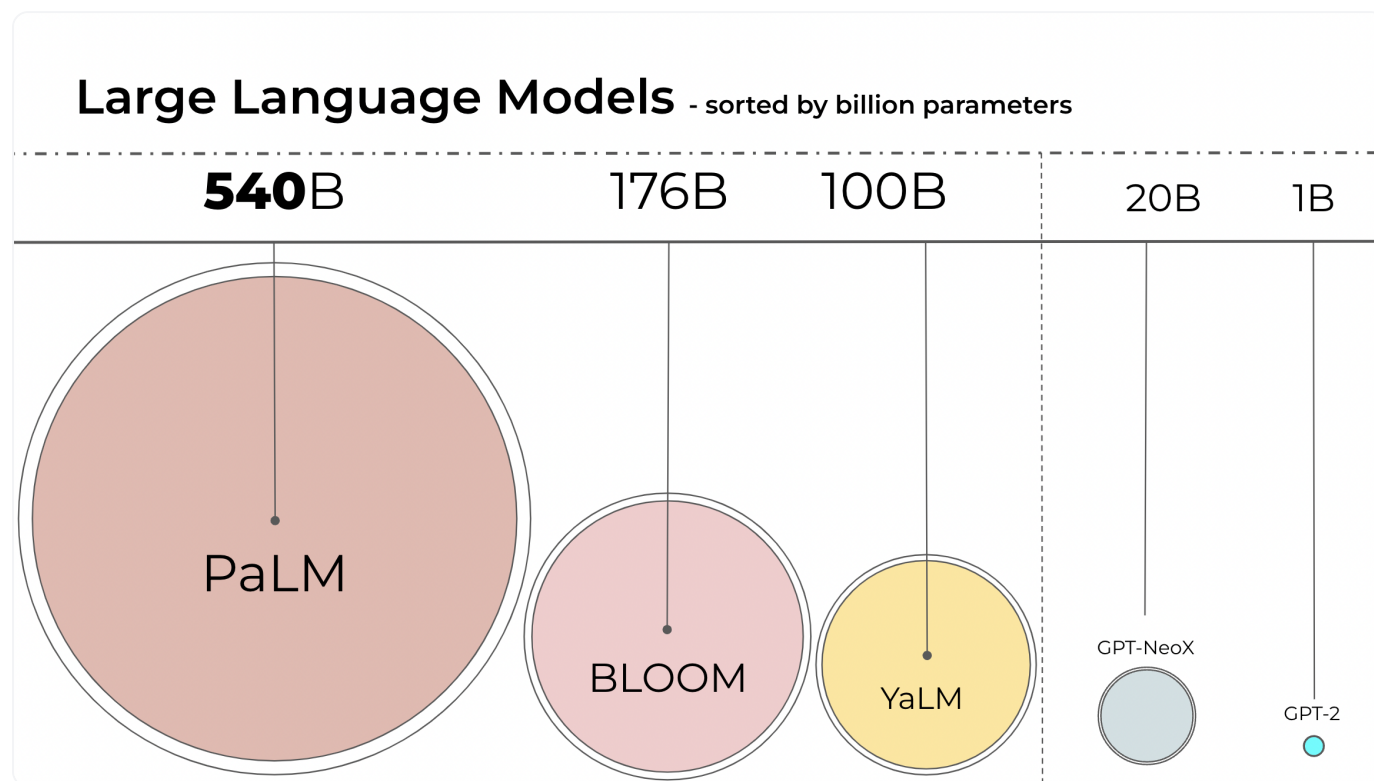 Large Language Models - sorted by billion parameters
540B 176B 100B 20B 1B
PaLM
BLOOM
YaLM
GPT-NeoX
GPT-2